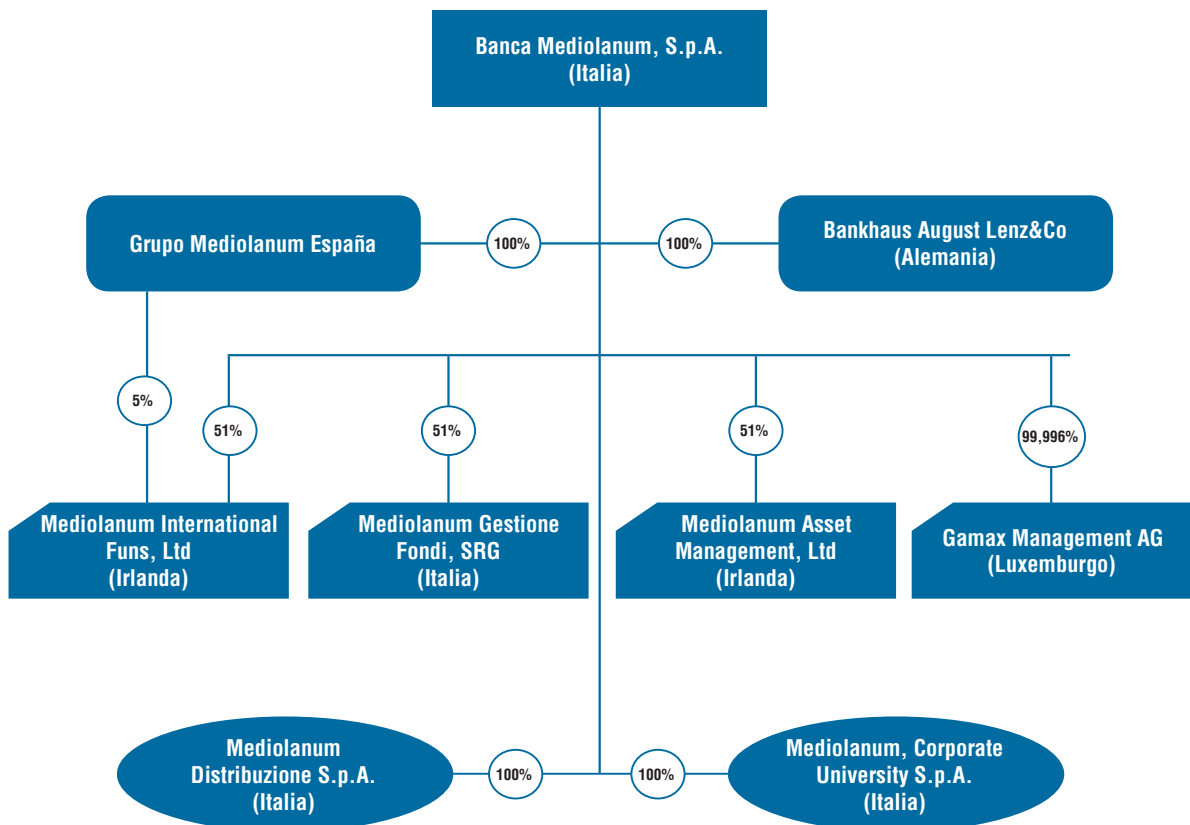 Banca Mediolanum, S.p.A.
(Italia)
Grupo Mediolanum España
100%
100%
Bankhaus August Lenz&Co
(Alemania)
5%
51%
51%
51%
99,996%
Mediolanum International
Funs, Ltd
(Irlanda)
Mediolanum Gestione
Fondi, SRG
(Italia)
Mediolanum Asset
Management, Ltd
(Irlanda)
Gamax Management AG
(Luxemburgo)
Mediolanum
Distribuzione S.p.A.
(Italia)
100%
100%
Mediolanum, Corporate
University S.p.A.
(Italia)